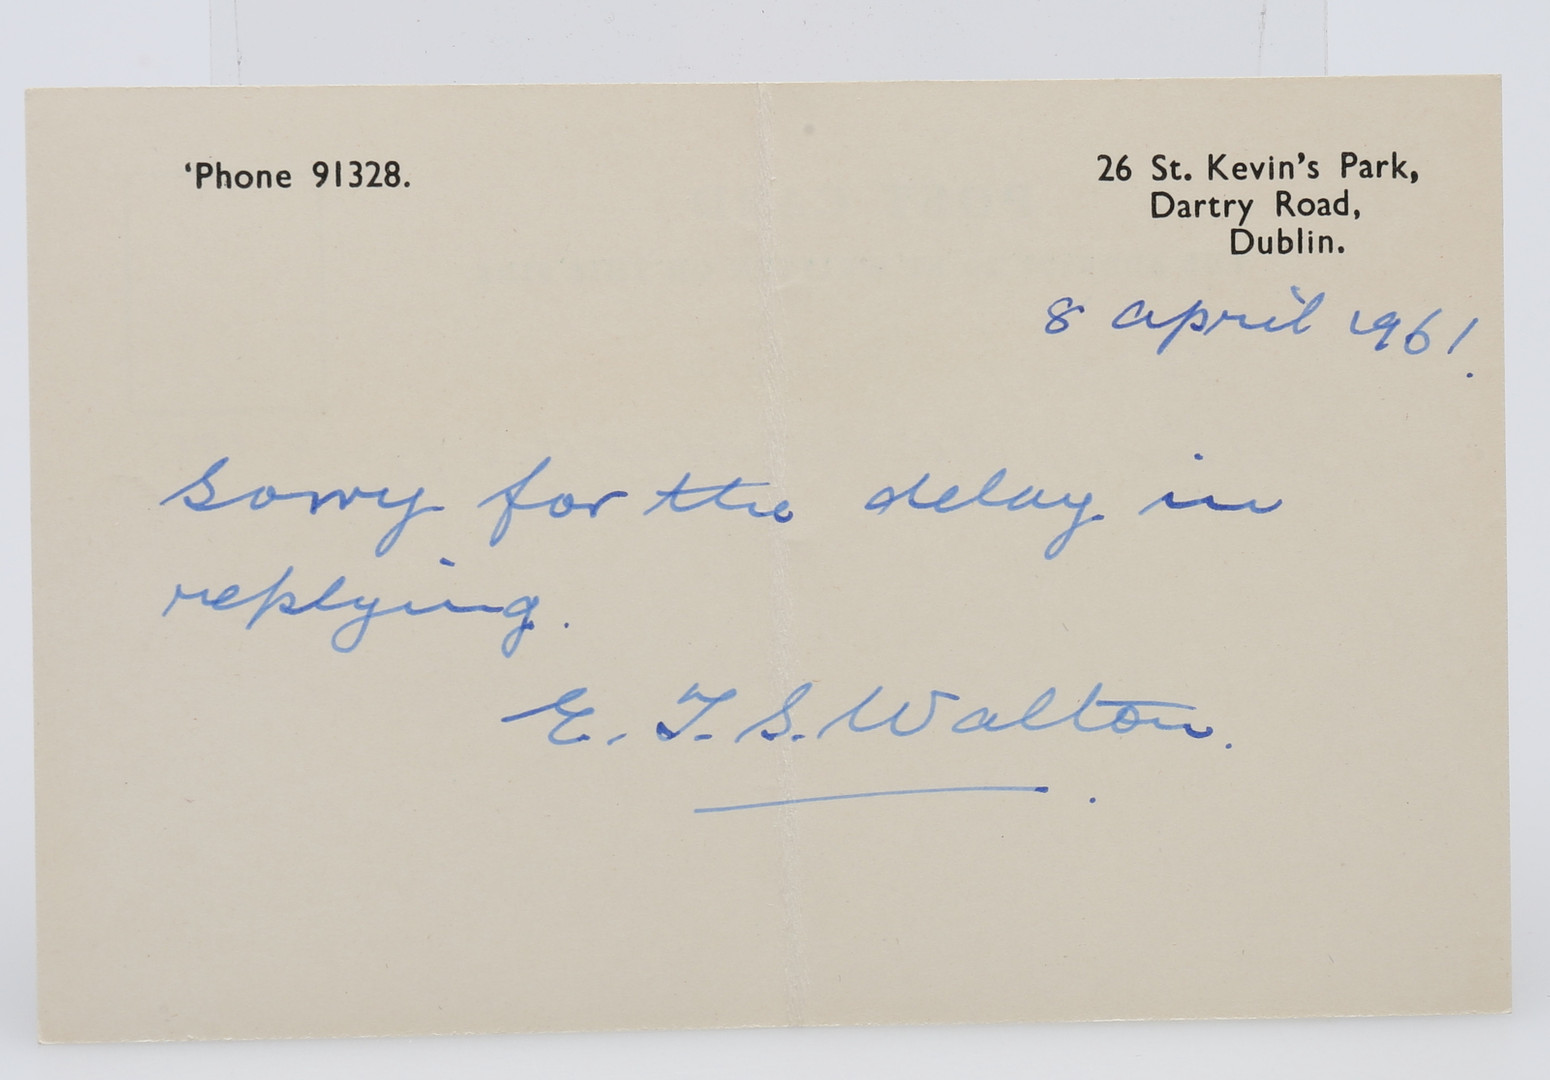 ‘Phone 91328.
26 St. Kevin’s Park,
Dartry Road,
Dublin.
8 April 1961.
Sorry for the delay in
replying.
E. T. S. Walton.